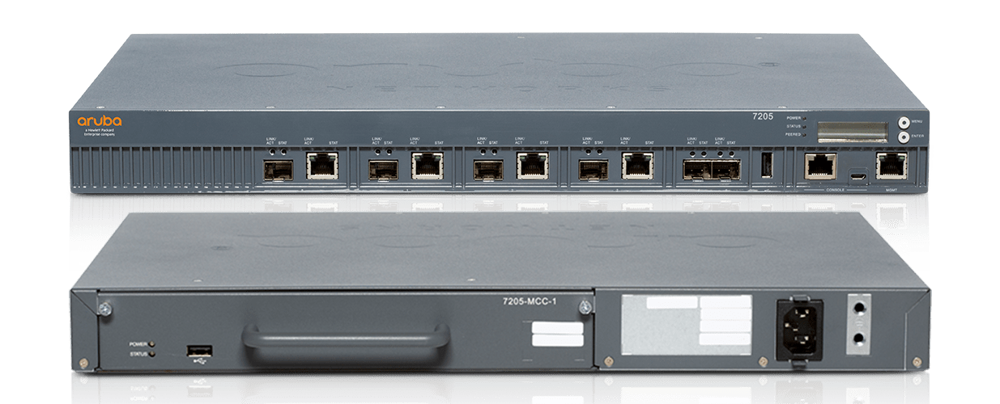 aruba
NETWORKS
aruba
a Hewlett Packard
Enterprise company
7205
POWER
STATUS
PEERED
MENU
ENTER
LINK/
ACT STAT
LINK/
ACT
STAT
LINK/
ACT STAT
LINK/
ACT
STAT
LINK/
ACT STAT
LINK/
ACT
STAT
LINK/
ACT STAT
LINK/
ACT
STAT
LINK/
ACT STAT
LINK/
ACT STAT
CONSOLE
MGMT
7205-MCC-1
POWER
STATUS